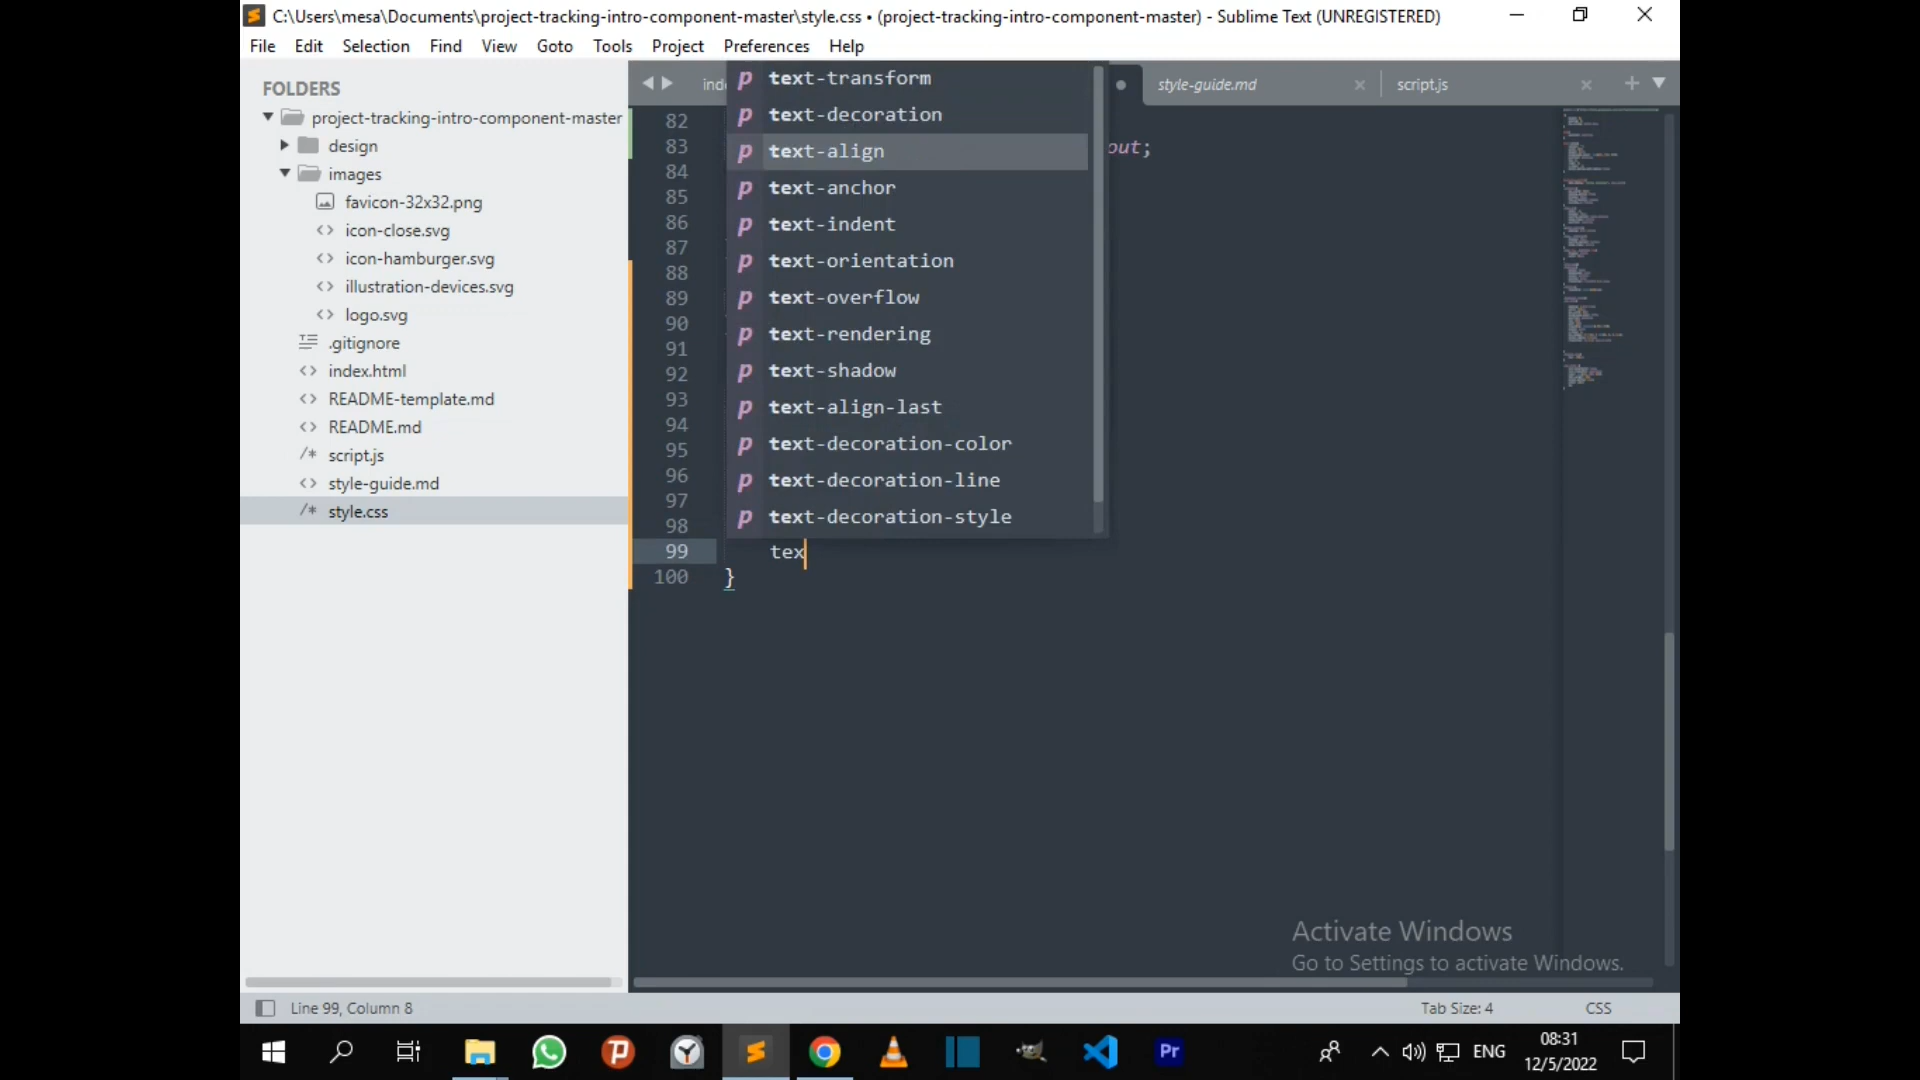 C:\Users\mesa\Documents\project-tracking-intro-component-master\style.css • (project-tracking-intro-component-master) - Sublime Text (UNREGISTERED)
File Edit Selection Find View Goto Tools Project Preferences Help
FOLDERS
project-tracking-intro-component-master
design
images
favicon-32x32.png
icon-close.svg
icon-hamburger.svg
illustration-devices.svg
logo.svg
.gitignore
index.html
README-template.md
README.md
script.js
style-guide.md
style.css
style-guide.md
script.js
p text-transform
p text-decoration
p text-align
p text-anchor
p text-indent
p text-orientation
p text-overflow
p text-rendering
p text-shadow
p text-align-last
p text-decoration-color
p text-decoration-line
p text-decoration-style
82
83 out;
84
85
86
87
88
89
90
91
92
93
94
95
96
97
98
99 tex
100 }
Activate Windows
Go to Settings to activate Windows.
Line 99, Column 8
Tab Size: 4
CSS
Pr
ENG
08:31
12/5/2022